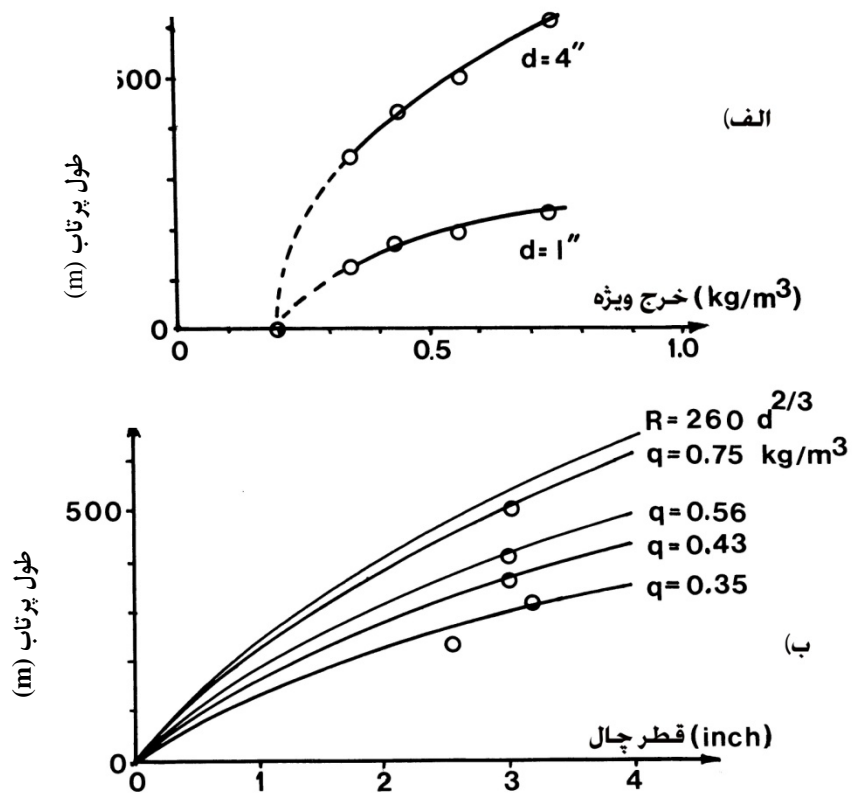 500
0
0
0.5
1.0
طول پرتاب (m)
خرج ویژه (kg/m³)
d=4″
d=1″
الف)
500
0
0
1
2
3
4
طول پرتاب (m)
قطر چال (inch)
R=260 d^2/3
q=0.75 kg/m³
q=0.56
q=0.43
q=0.35
ب)